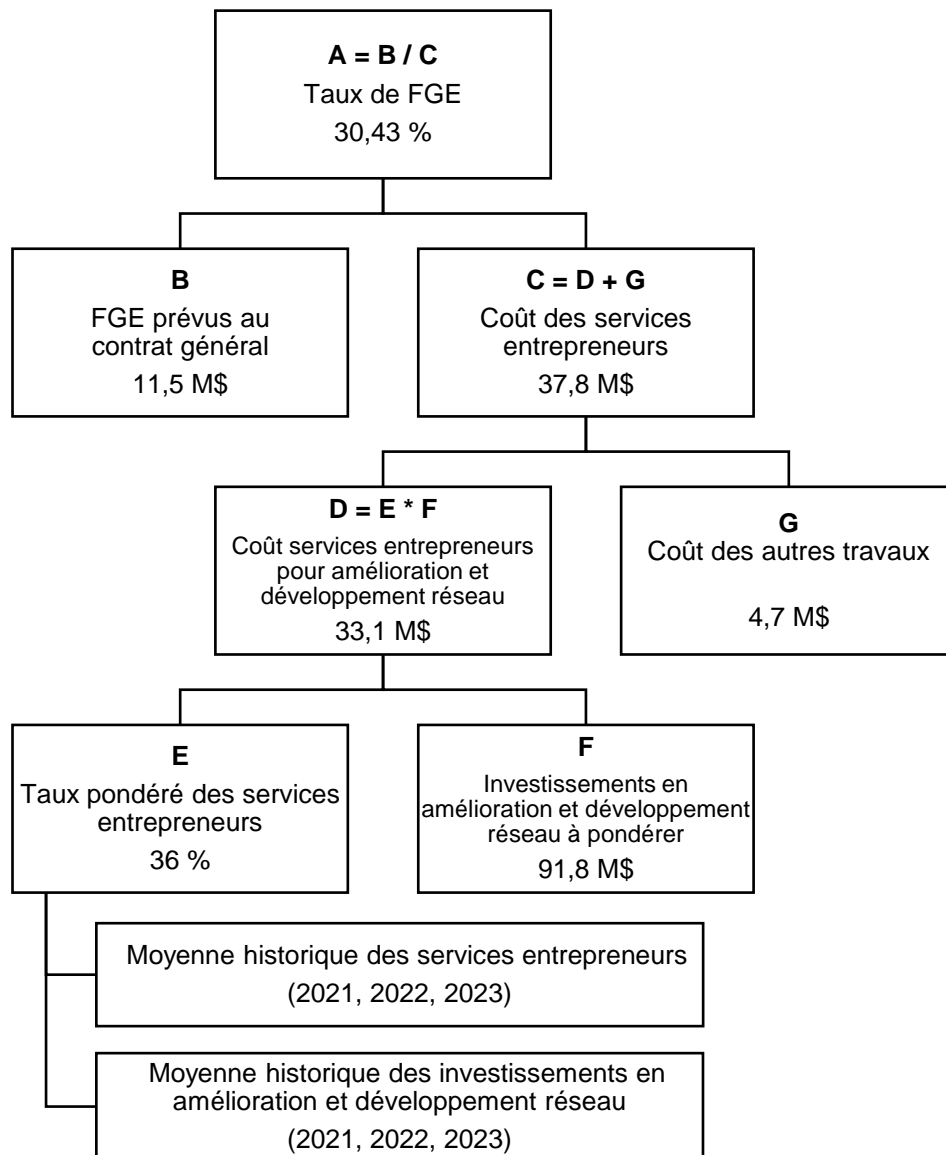 A = B / C
Taux de FGE
30,43 %
B
FGE prévus au
contrat général
11,5 M$
C = D + G
Coût des services
entrepreneurs
37,8 M$
D = E * F
Coût services entrepreneurs
pour amélioration et
développement réseau
33,1 M$
G
Coût des autres travaux
4,7 M$
E
Taux pondéré des services
entrepreneurs
36 %
F
Investissements en
amélioration et développement
réseau à pondérer
91,8 M$
Moyenne historique des services entrepreneurs
(2021, 2022, 2023)
Moyenne historique des investissements en
amélioration et développement réseau
(2021, 2022, 2023)